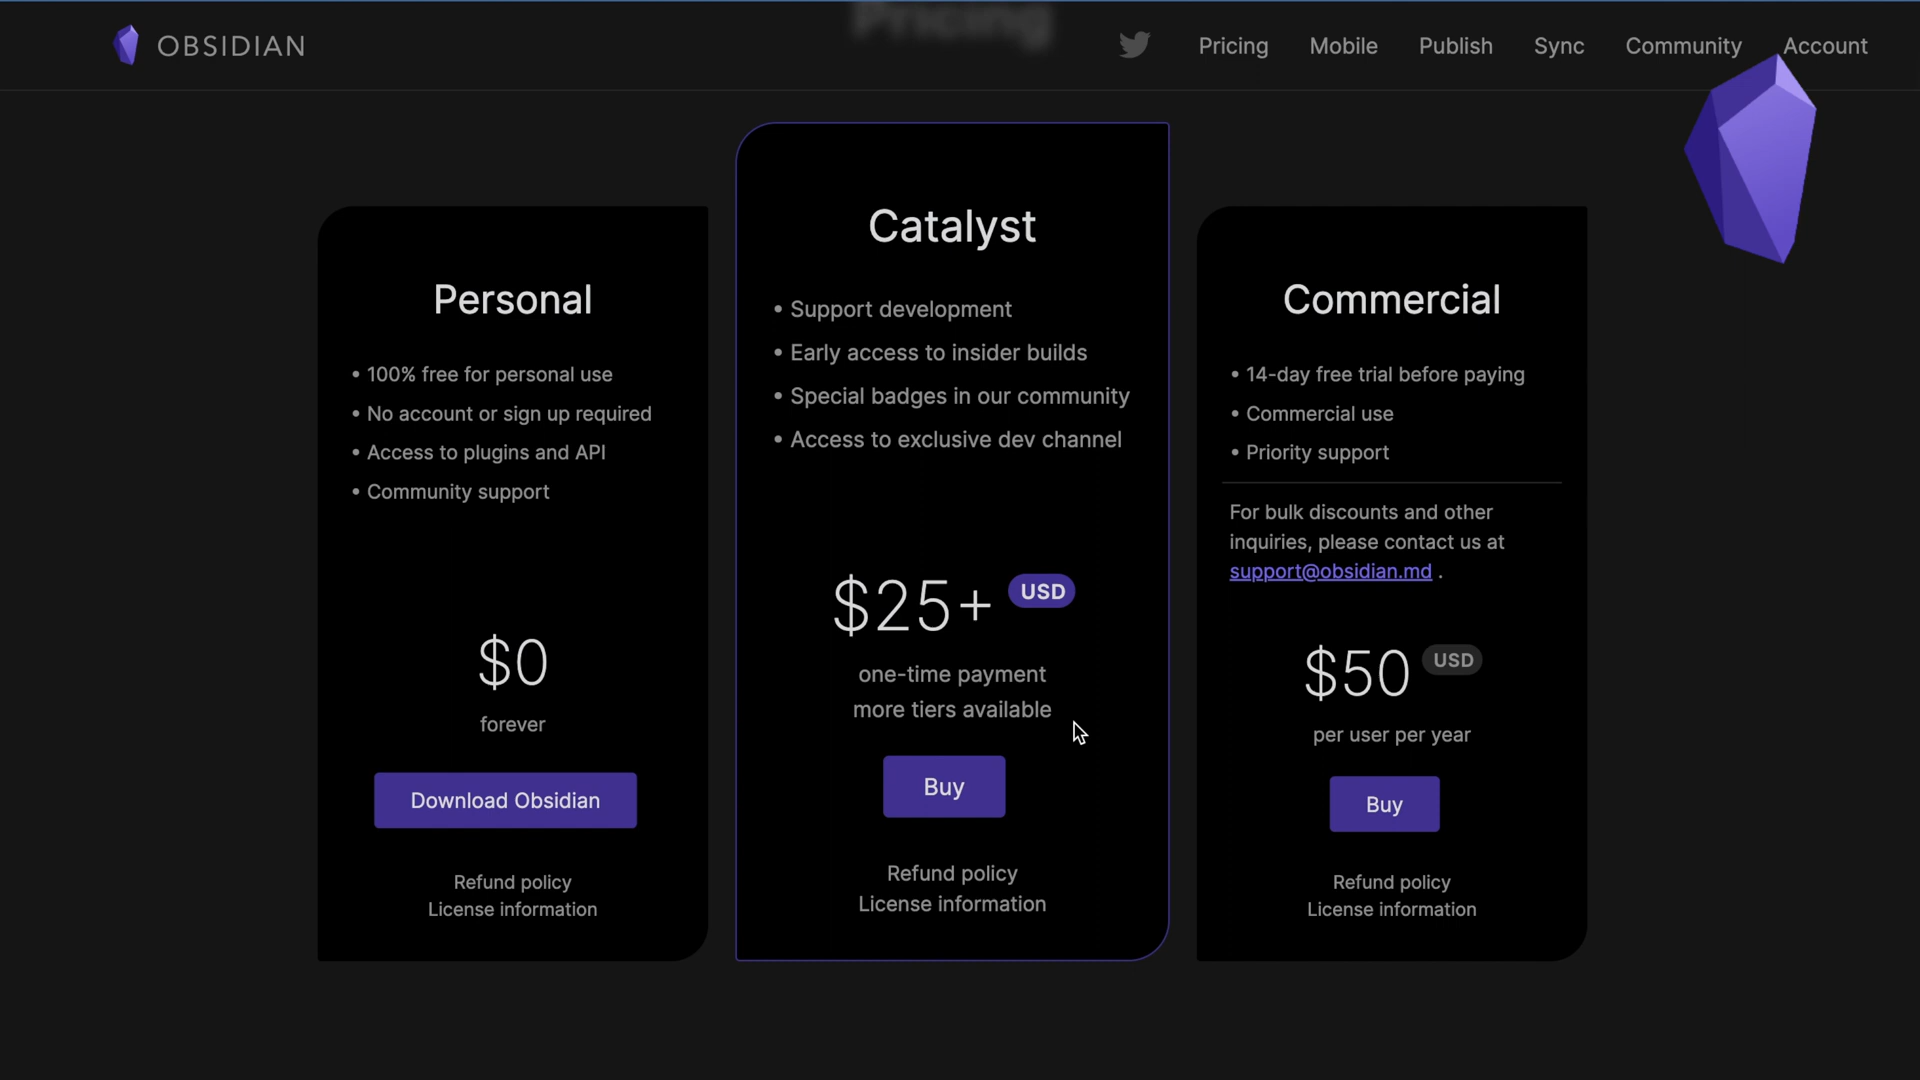 Pricing
OBSIDIAN
Pricing Mobile Publish Sync Community Account
Personal
• 100% free for personal use
• No account or sign up required
• Access to plugins and API
• Community support
$0
forever
Download Obsidian
Refund policy
License information
Catalyst
• Support development
• Early access to insider builds
• Special badges in our community
• Access to exclusive dev channel
$25+ USD
one-time payment
more tiers available
Buy
Refund policy
License information
Commercial
• 14-day free trial before paying
• Commercial use
• Priority support
For bulk discounts and other
inquiries, please contact us at
support@obsidian.md .
$50 USD
per user per year
Buy
Refund policy
License information